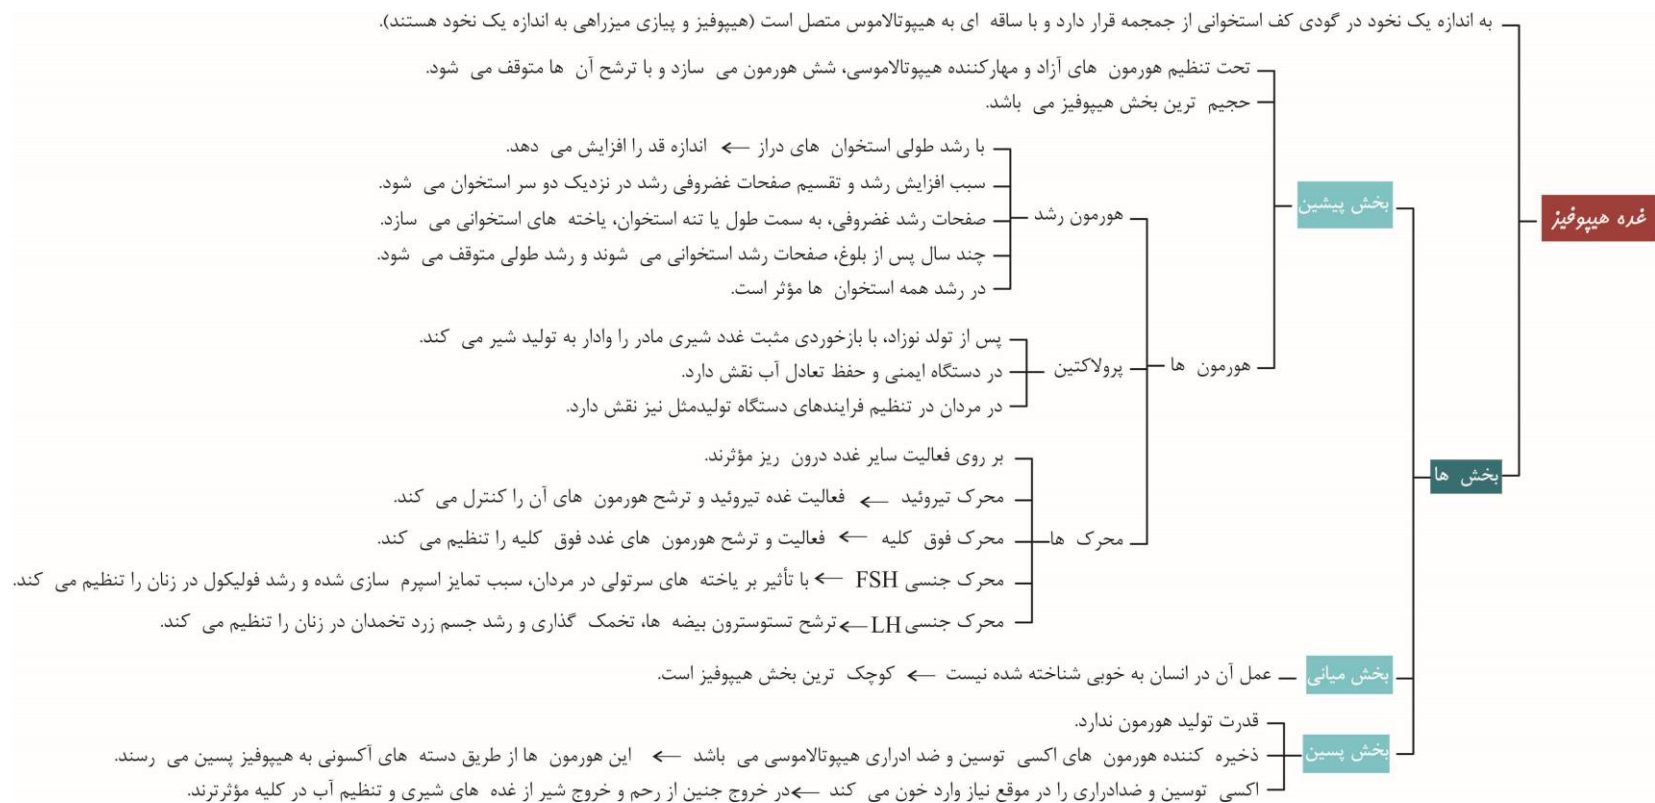 به اندازه یک نخود در گودی کف استخوانی از جمجمه قرار دارد و با ساقه ای به هیپوتالاموس متصل است (هیپوفیز و پیازی میزراهی به اندازه یک نخود هستند).
تحت تنظیم هورمون های آزاد و مهارکننده هیپوتالاموسی، شش هورمون می سازد و با ترشح آن ها متوقف می شود.
حجیم ترین بخش هیپوفیز می باشد.
با رشد طولی استخوان های دراز ← اندازه قد را افزایش می دهد.
سبب افزایش رشد و تقسیم صفحات غضروفی رشد در نزدیک دو سر استخوان می شود.
بخش پیشین
غره هیپوفیز
هورمون رشد
صفحات رشد غضروفی، به سمت طول یا تنه استخوان، یاخته های استخوانی می سازد.
چند سال پس از بلوغ، صفحات رشد استخوانی می شوند و رشد طولی متوقف می شود.
در رشد همه استخوان ها مؤثر است.
پس از تولد نوزاد، با بازخوردی مثبت غدد شیری مادر را وادار به تولید شیر می کند.
هورمون ها
پرولاکتین
در دستگاه ایمنی و حفظ تعادل آب نقش دارد.
در مردان در تنظیم فرایندهای دستگاه تولیدمثل نیز نقش دارد.
بر روی فعالیت سایر غدد درون ریز مؤثرند.
بخش ها
محرک تیروئید ← فعالیت غده تیروئید و ترشح هورمون های آن را کنترل می کند.
محرک ها
محرک فوق کلیه ← فعالیت و ترشح هورمون های غدد فوق کلیه را تنظیم می کند.
محرک جنسی FSH ← با تأثیر بر یاخته های سرتولی در مردان، سبب تمایز اسپرم سازی شده و رشد فولیکول در زنان را تنظیم می کند.
محرک جنسی LH ← ترشح تستوسترون بیضه ها، تخمک گذاری و رشد جسم زرد تخمدان در زنان را تنظیم می کند.
بخش میانی
عمل آن در انسان به خوبی شناخته شده نیست ← کوچک ترین بخش هیپوفیز است.
قدرت تولید هورمون ندارد.
بخش پسین
ذخیره کننده هورمون های اکسی توسین و ضد ادراری هیپوتالاموسی می باشد ← این هورمون ها از طریق دسته های آکسونی به هیپوفیز پسین می رسند.
اکسی توسین و ضدادراری را در موقع نیاز وارد خون می کند ← در خروج جنین از رحم و خروج شیر از غده های شیری و تنظیم آب در کلیه مؤثرترند.